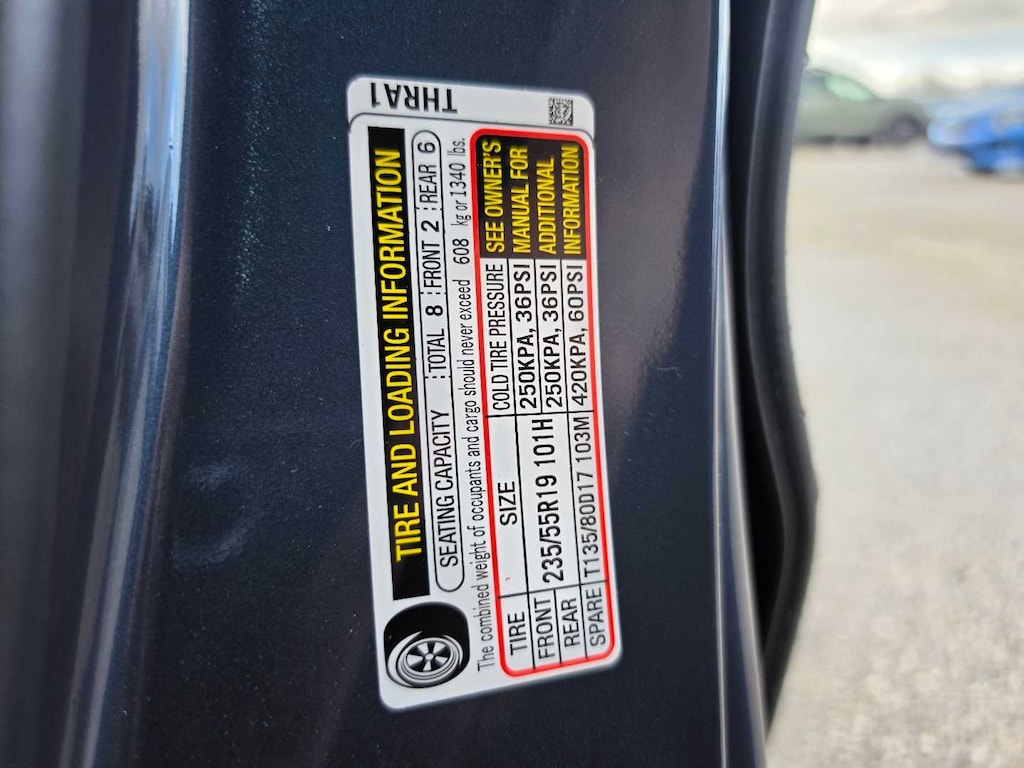 THRA1
TIRE AND LOADING INFORMATION
SEATING CAPACITY TOTAL 8 FRONT 2 REAR 6
The combined weight of occupants and cargo should never exceed 608 kg or 1340 lbs.
TIRE SIZE COLD TIRE PRESSURE SEE OWNER'S MANUAL FOR ADDITIONAL INFORMATION
FRONT 235/55R19 101H 250KPA, 36PSI
REAR 250KPA, 36PSI
SPARE T135/80D17 103M 420KPA, 60PSI